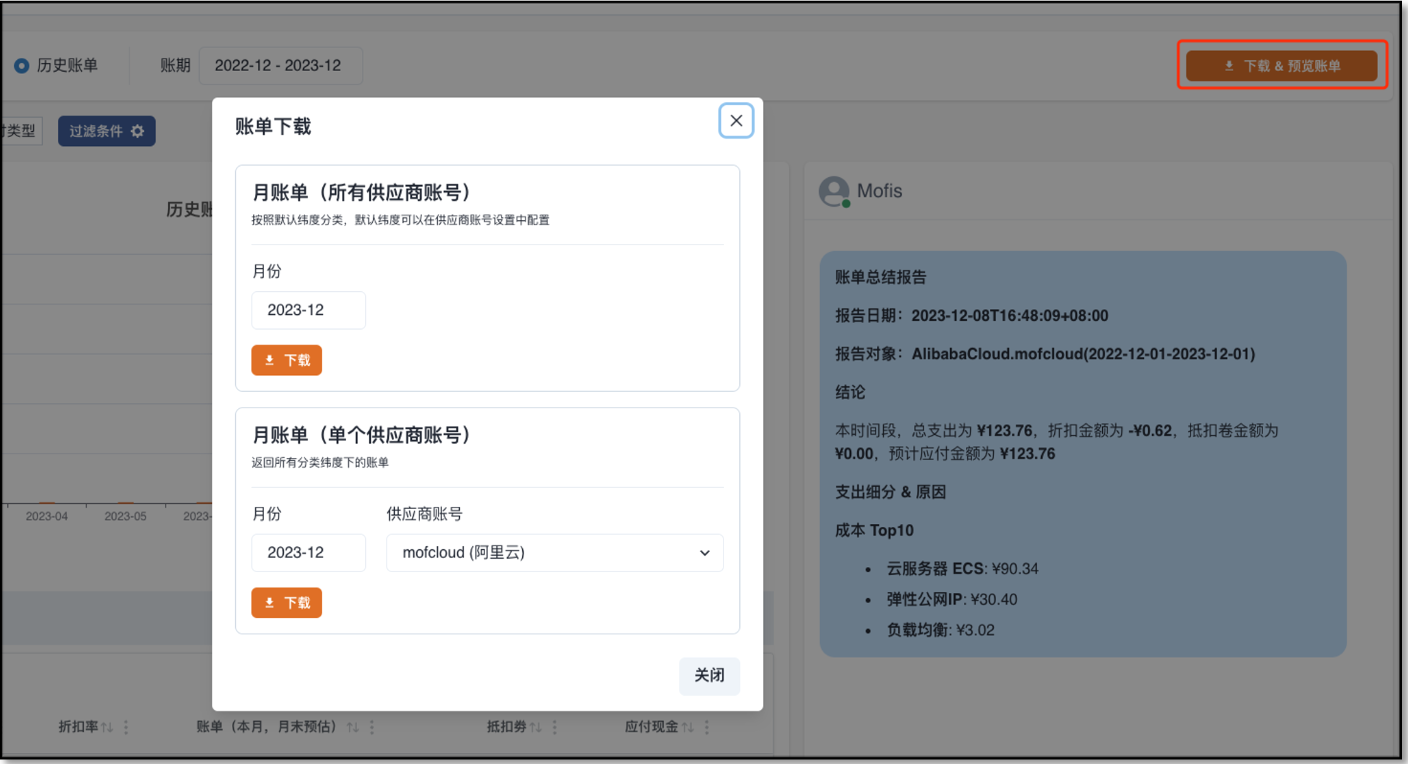 历史账单
账期
2022-12 - 2023-12
下载 & 预览账单
类型
过滤条件
历史账
2023-04
2023-05
2023-
折扣率
账单（本月，月末预估）
抵扣券
应付现金
账单下载
月账单（所有供应商账号）
按照默认纬度分类，默认纬度可以在供应商账号设置中配置
月份
2023-12
下载
月账单（单个供应商账号）
返回所有分类纬度下的账单
月份
供应商账号
2023-12
mofcloud (阿里云)
下载
关闭
Mofis
账单总结报告
报告日期：2023-12-08T16:48:09+08:00
报告对象：AlibabaCloud.mofcloud(2022-12-01-2023-12-01)
结论
本时间段，总支出为 ¥123.76，折扣金额为 -¥0.62，抵扣卷金额为
¥0.00，预计应付金额为 ¥123.76
支出细分 & 原因
成本 Top10
云服务器 ECS: ¥90.34
弹性公网IP: ¥30.40
负载均衡: ¥3.02